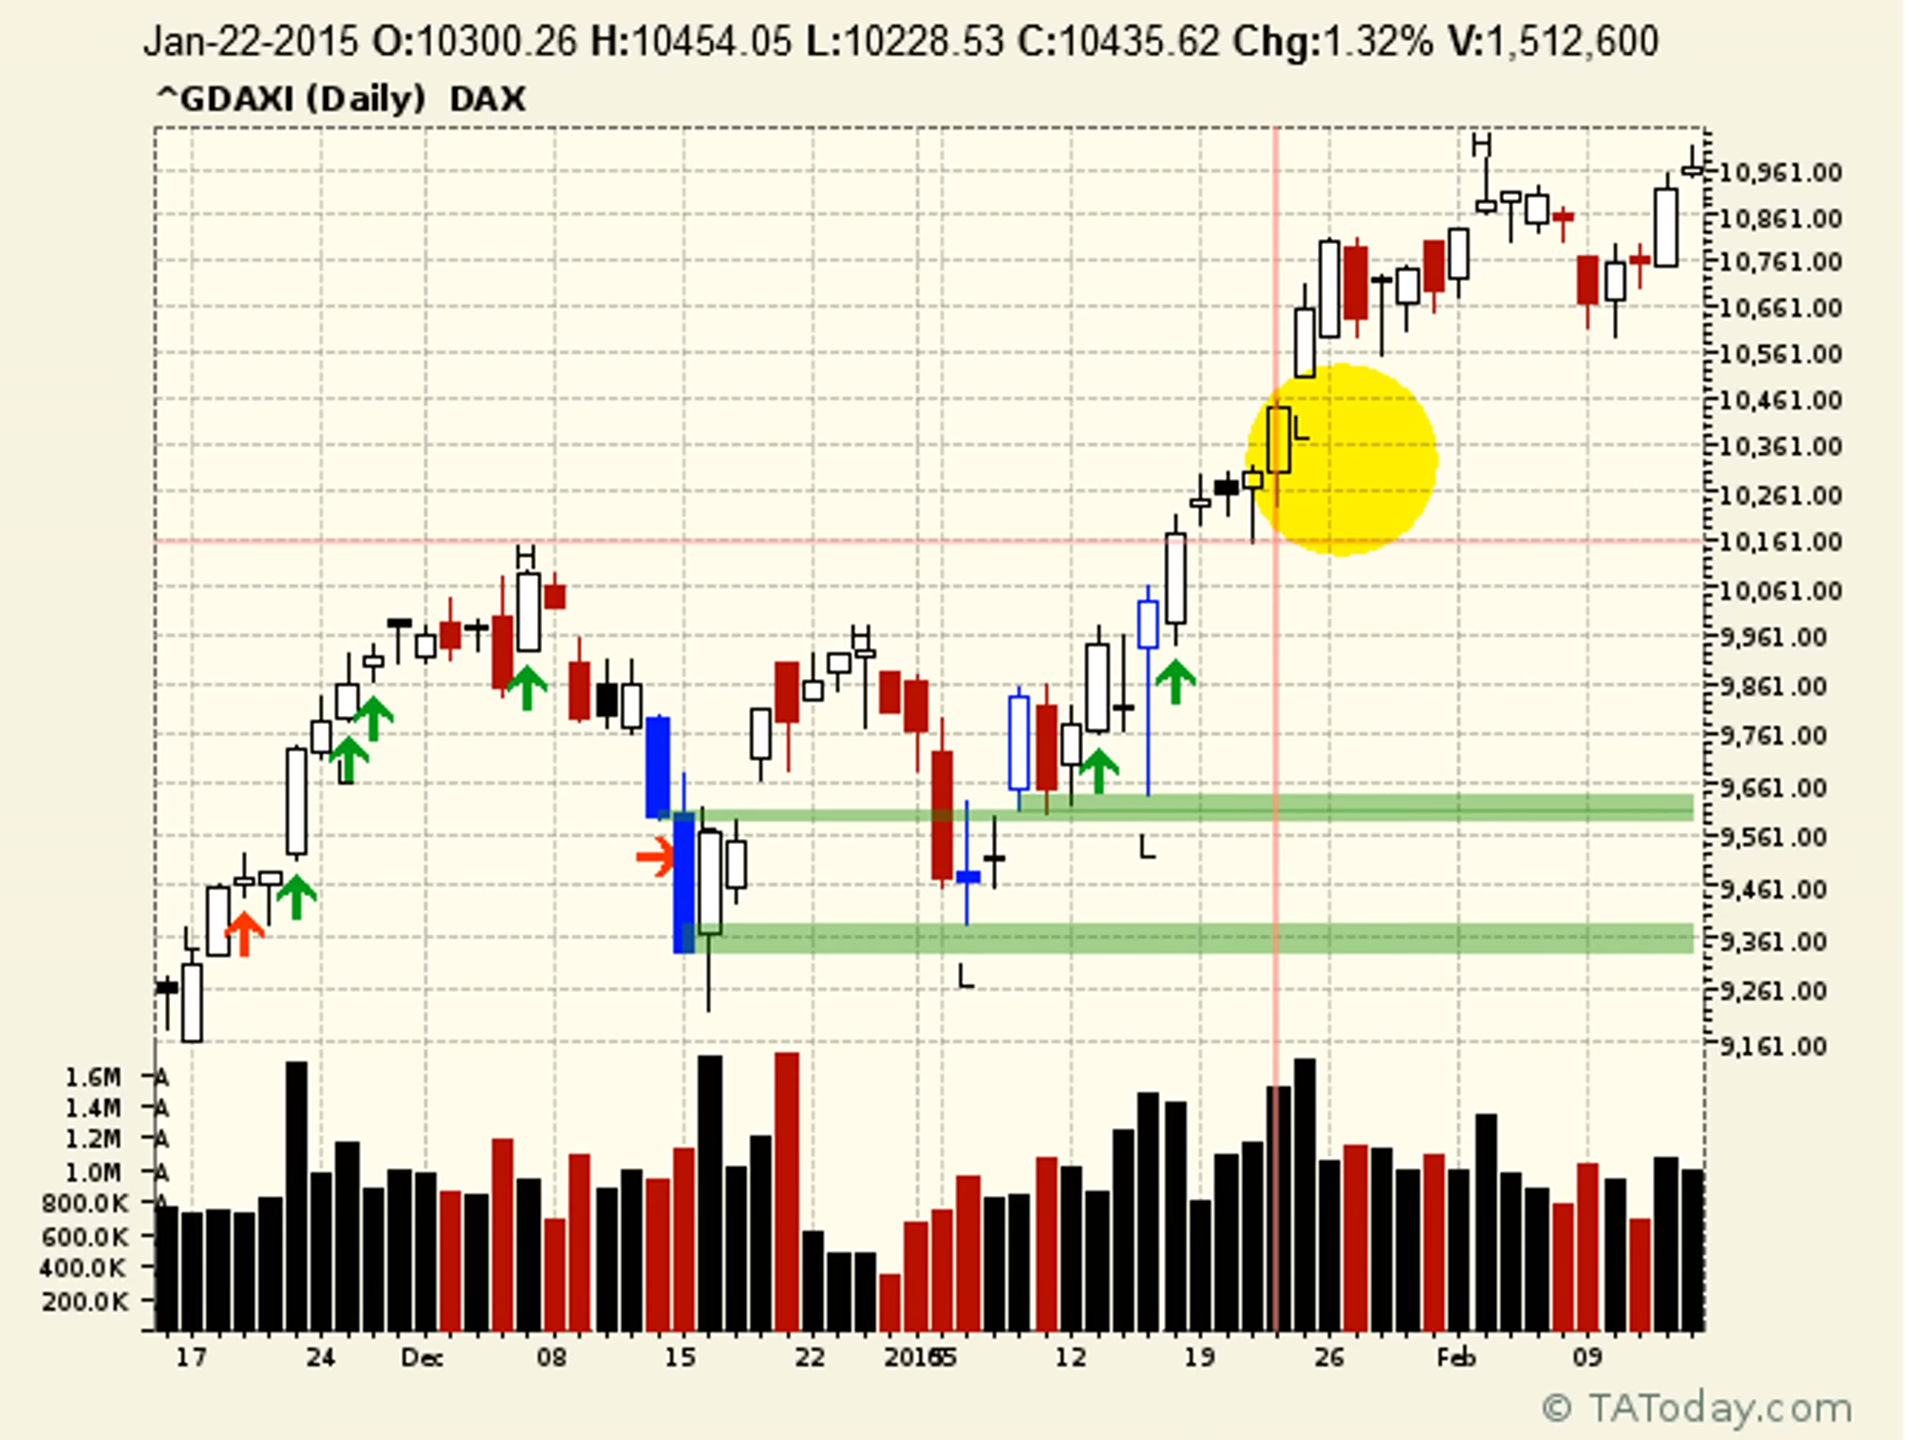 Jan-22-2015 O:10300.26 H:10454.05 L:10228.53 C:10435.62 Chg:1.32% V:1,512,600
^GDAXI (Daily) DAX
H
10,961.00
10,861.00
10,761.00
10,661.00
10,561.00
10,461.00
L
10,361.00
10,261.00
10,161.00
H
10,061.00
H
9,961.00
9,861.00
9,761.00
L
9,661.00
9,561.00
L
9,461.00
L
9,361.00
L
9,261.00
9,161.00
1.6M A
1.4M A
1.2M A
1.0M A
800.0K A
600.0K A
400.0K A
200.0K A
17 24 Dec 08 15 22 12 19 26 Feb 09
© TAToday.com